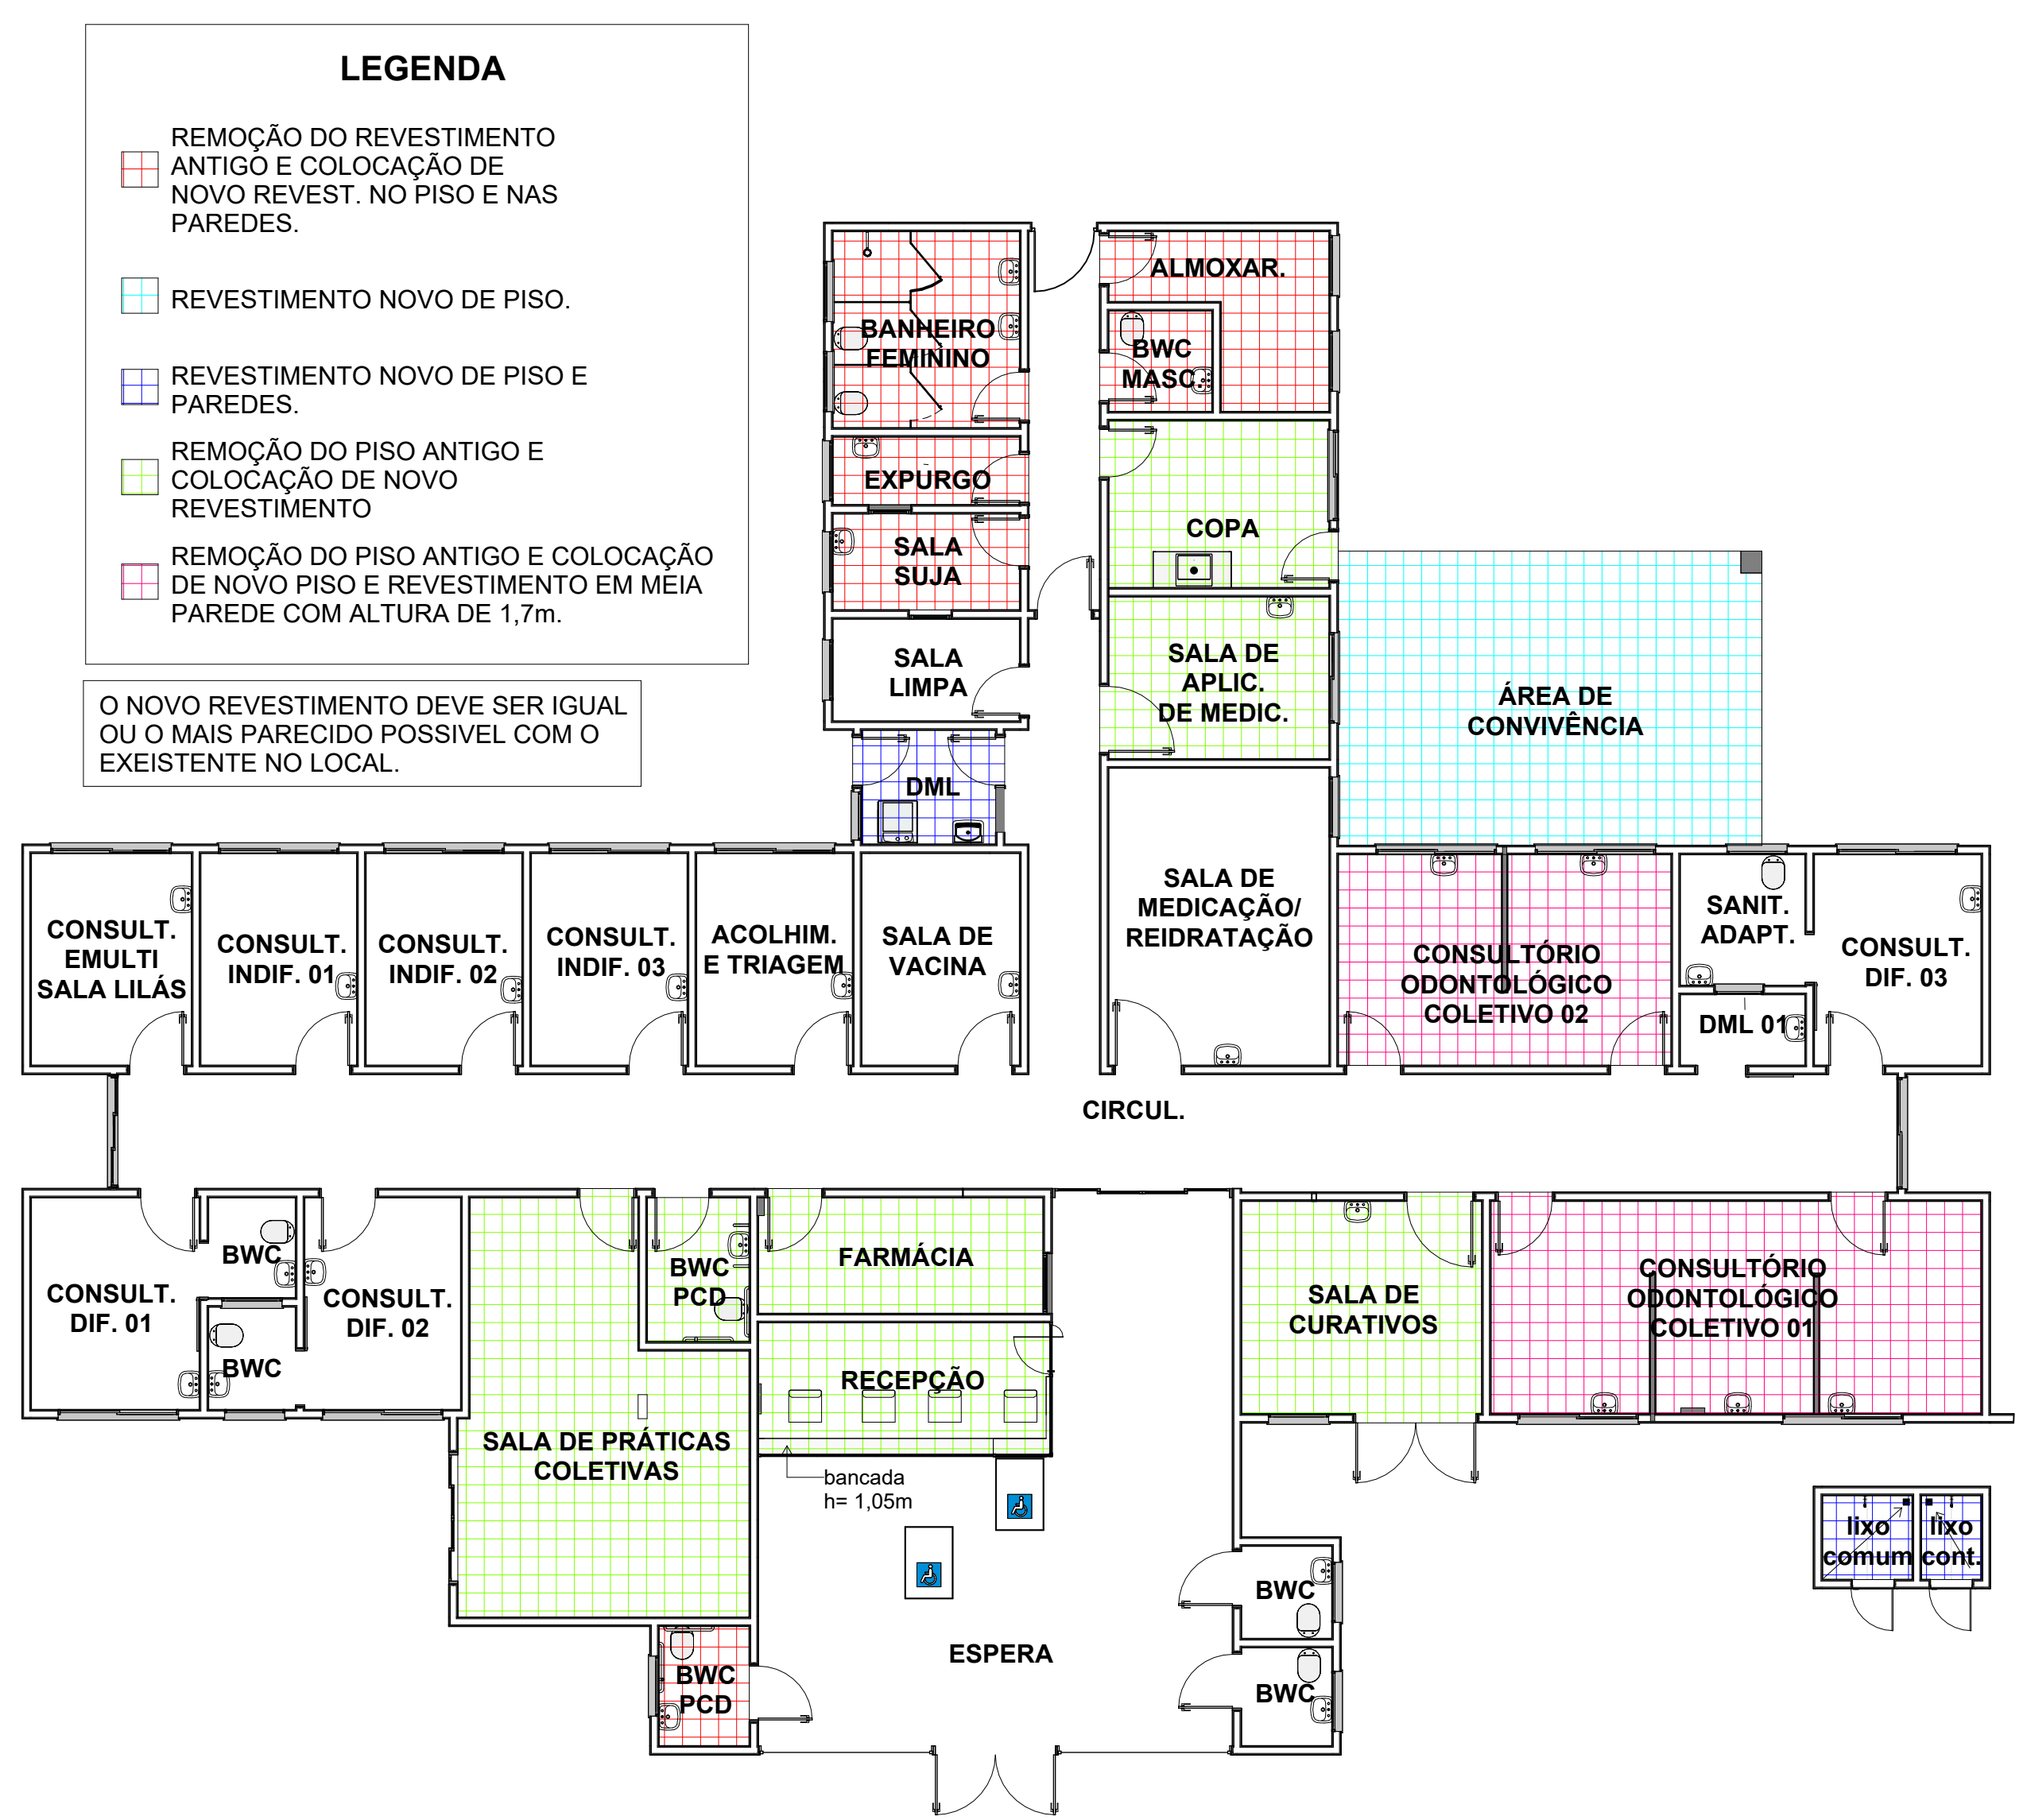 LEGENDA
REMOÇÃO DO REVESTIMENTO
ANTIGO E COLOCAÇÃO DE
NOVO REVEST. NO PISO E NAS
PAREDES.
REVESTIMENTO NOVO DE PISO.
REVESTIMENTO NOVO DE PISO E
PAREDES.
REMOÇÃO DO PISO ANTIGO E
COLOCAÇÃO DE NOVO
REVESTIMENTO
REMOÇÃO DO PISO ANTIGO E COLOCAÇÃO
DE NOVO PISO E REVESTIMENTO EM MEIA
PAREDE COM ALTURA DE 1,7m.
O NOVO REVESTIMENTO DEVE SER IGUAL
OU O MAIS PARECIDO POSSIVEL COM O
EXEISTENTE NO LOCAL.
ALMOXAR.
BANHEIRO
FEMININO
BWC
MASC
EXPURGO
COPA
SALA
SUJA
SALA
LIMPA
SALA DE
APLIC.
DE MEDIC.
ÁREA DE
CONVIVÊNCIA
DML
CONSULT.
EMULTI
SALA LILÁS
CONSULT.
INDIF. 01
CONSULT.
INDIF. 02
CONSULT.
INDIF. 03
ACOLHIM.
E TRIAGEM
SALA DE
VACINA
SALA DE
MEDICAÇÃO/
REIDRATAÇÃO
CONSULTÓRIO
ODONTOLÓGICO
COLETIVO 02
SANIT.
ADAPT.
DML 01
CONSULT.
DIF. 03
CIRCUL.
CONSULT.
DIF. 01
BWC
BWC
CONSULT.
DIF. 02
BWC
PCD
FARMÁCIA
RECEPÇÃO
SALA DE PRÁTICAS
COLETIVAS
bancada
h= 1,05m
SALA DE
CURATIVOS
CONSULTÓRIO
ODONTOLÓGICO
COLETIVO 01
lixo
comum
lixo
cont.
BWC
ESPERA
BWC
PCD
BWC